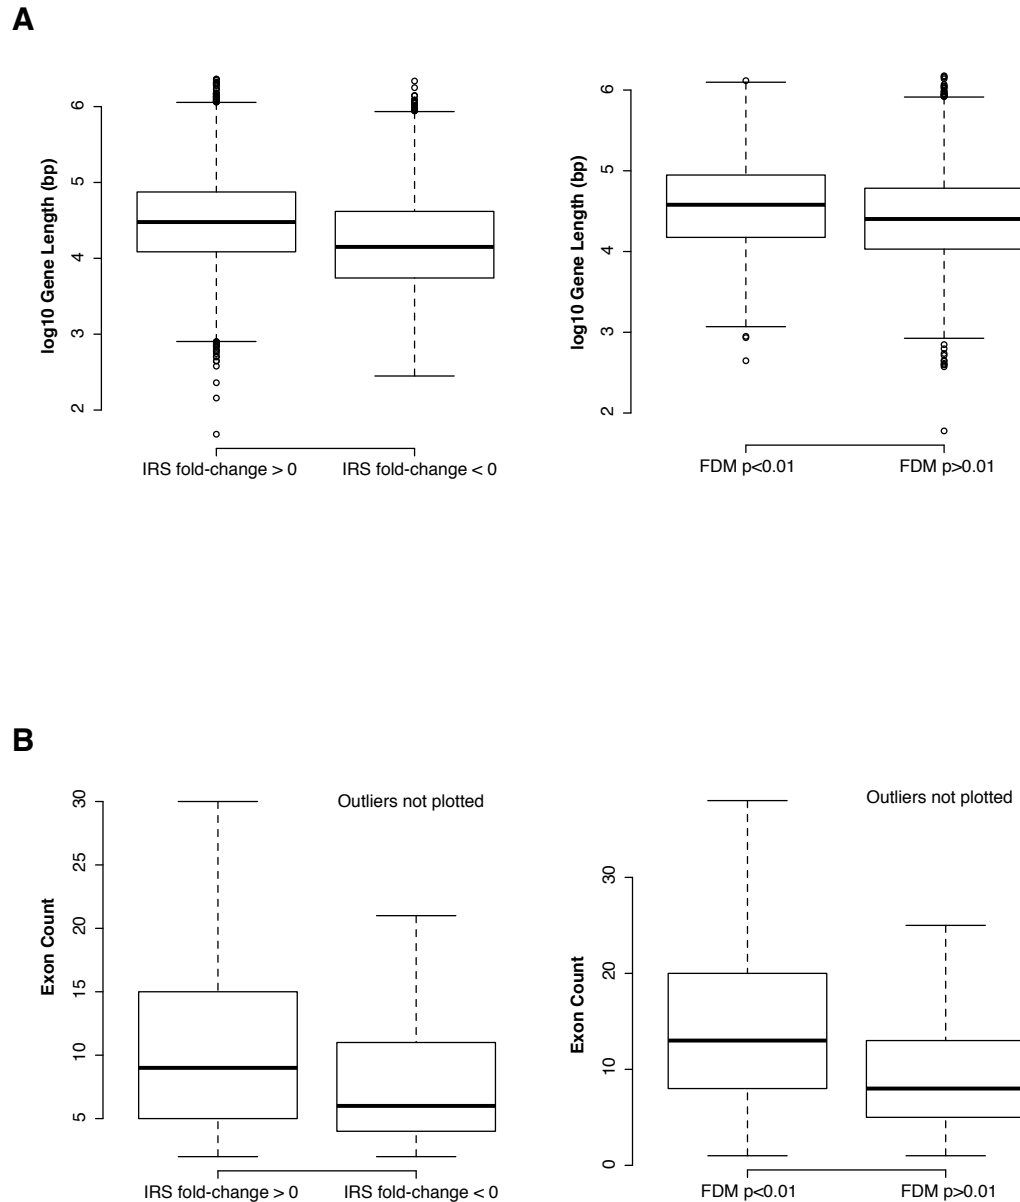 A
log10 Gene Length (bp)
2
3
4
5
6
IRS fold-change > 0
IRS fold-change < 0
log10 Gene Length (bp)
2
3
4
5
6
FDM p<0.01
FDM p>0.01
B
Exon Count
5
10
15
20
25
30
Outliers not plotted
IRS fold-change > 0
IRS fold-change < 0
Exon Count
0
10
20
30
Outliers not plotted
FDM p<0.01
FDM p>0.01